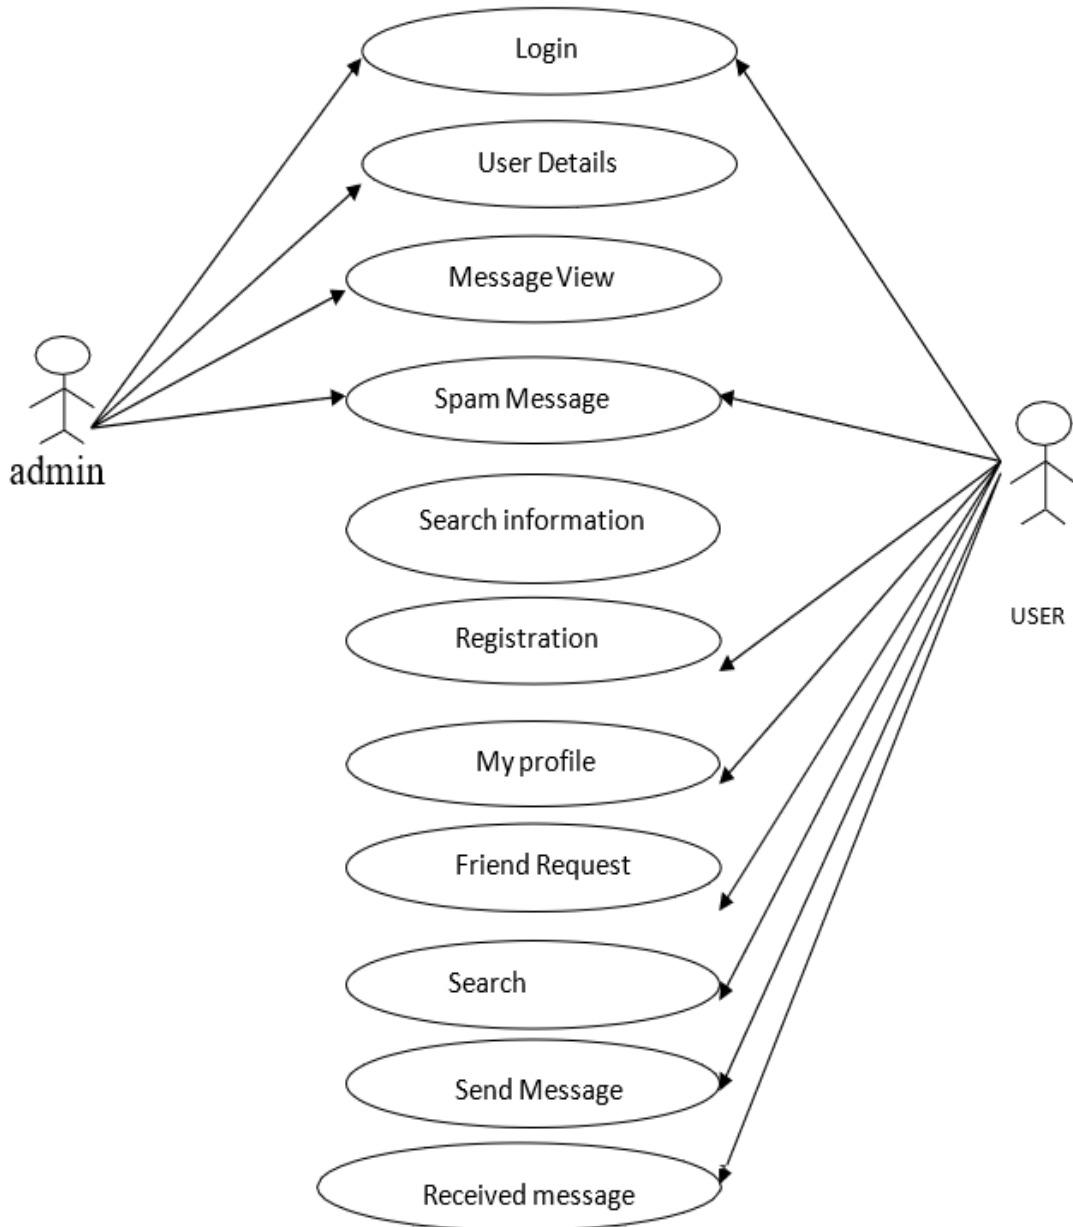 Login
User Details
Message View
Spam Message
admin
Search information
USER
Registration
My profile
Friend Request
Search
Send Message
Received message